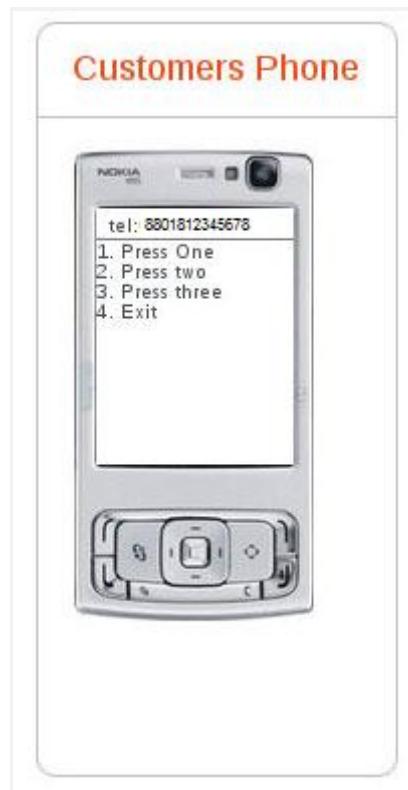 Customers Phone
NOKIA
tel: 8801812345678
1. Press One
2. Press two
3. Press three
4. Exit